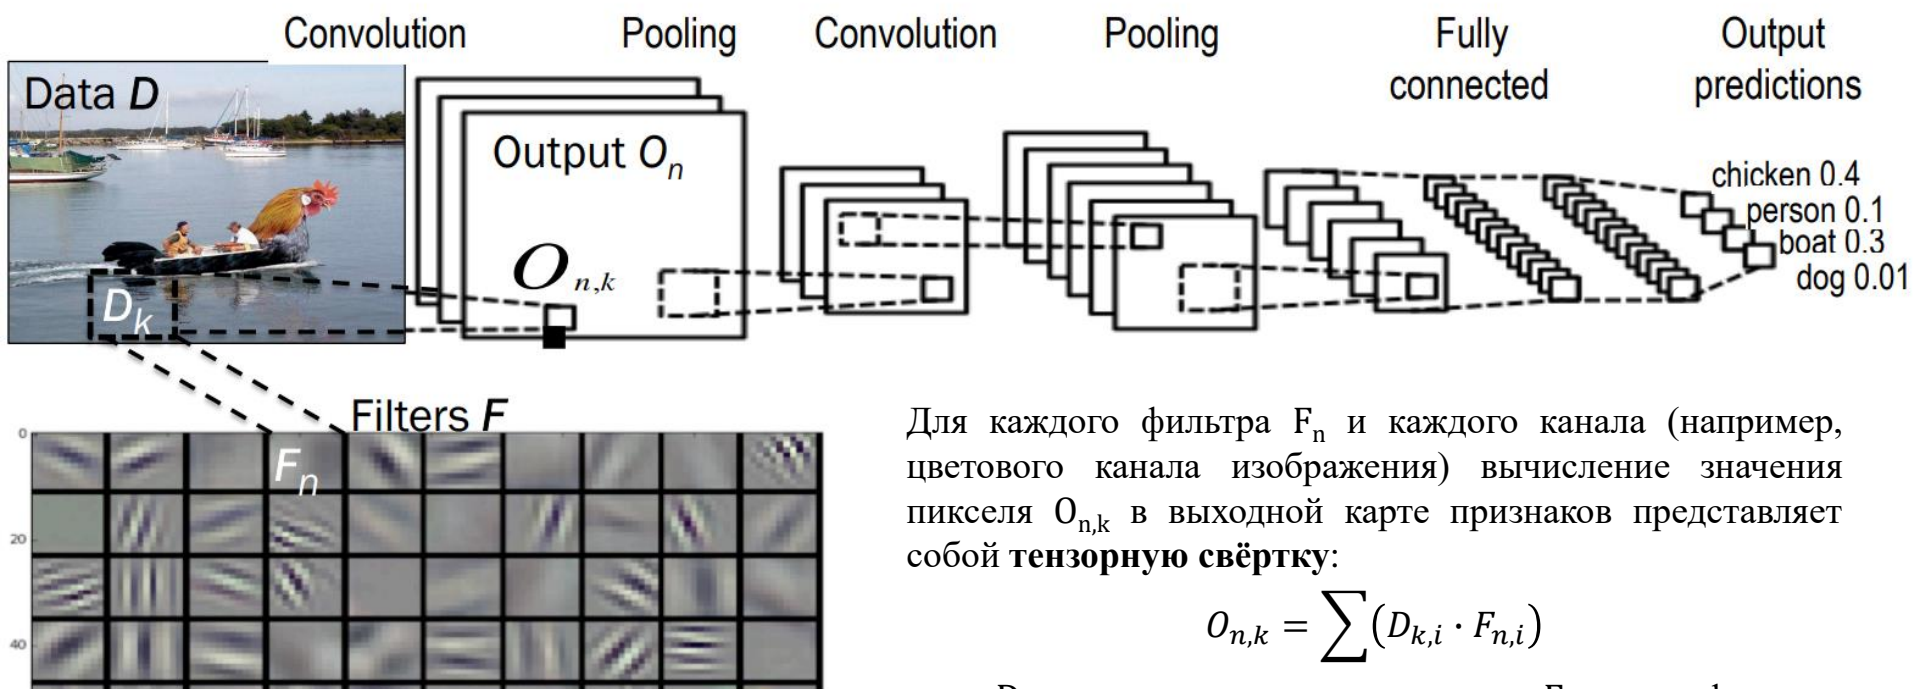 Convolution Pooling Convolution Pooling Fully connected Output predictions
Data D
Output Oₙ
Oₙ,ₖ
Dₖ
chicken 0.4
person 0.1
boat 0.3
dog 0.01
Filters F
Fₙ
0
20
40
Для каждого фильтра Fₙ и каждого канала (например,
цветового канала изображения) вычисление значения
пикселя Oₙ,ₖ в выходной карте признаков представляет
собой тензорную свёртку:
Oₙ,ₖ = ∑(Dₖ,ᵢ · Fₙ,ᵢ)